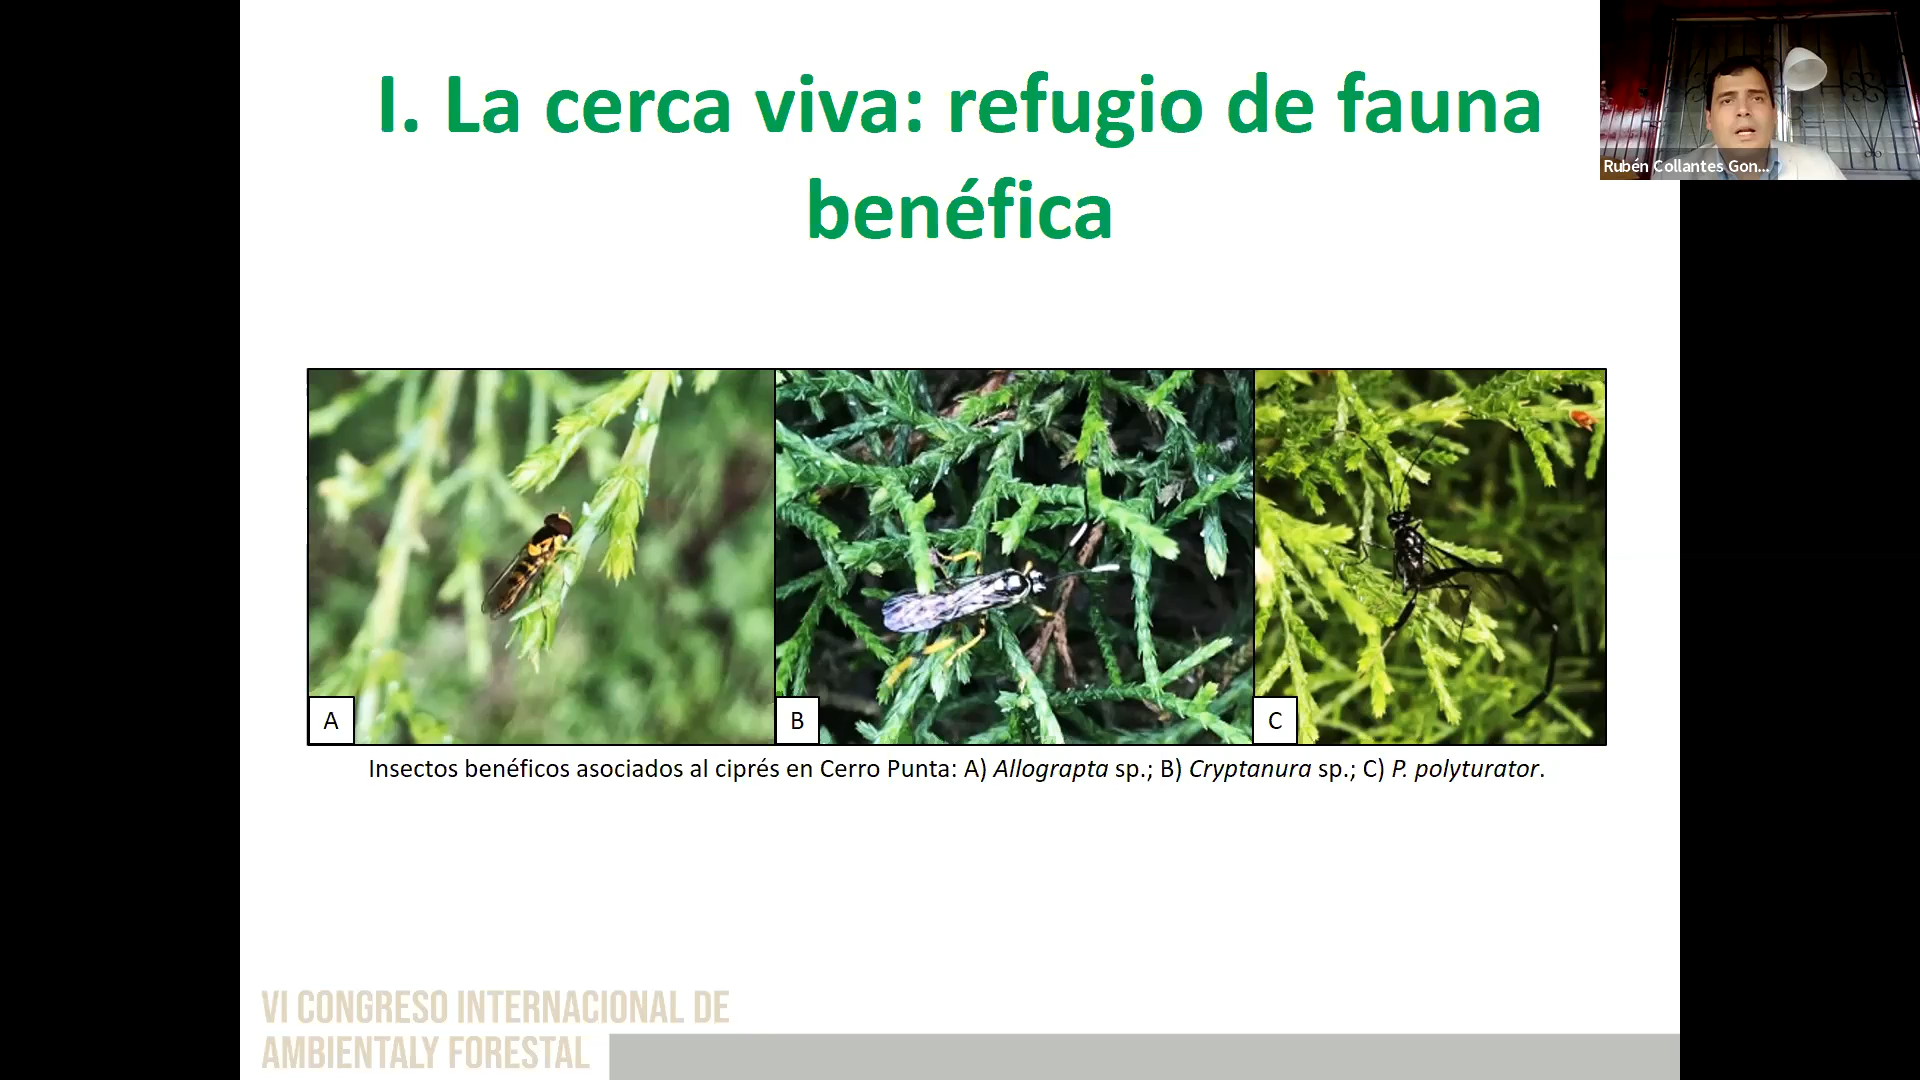 I. La cerca viva: refugio de fauna
benéfica
Rubén Collantes Gon...
A
B
C
Insectos benéficos asociados al ciprés en Cerro Punta: A) Allograpta sp.; B) Cryptanura sp.; C) P. polyturator.
VI CONGRESO INTERNACIONAL DE
AMBIENTALY FORESTAL